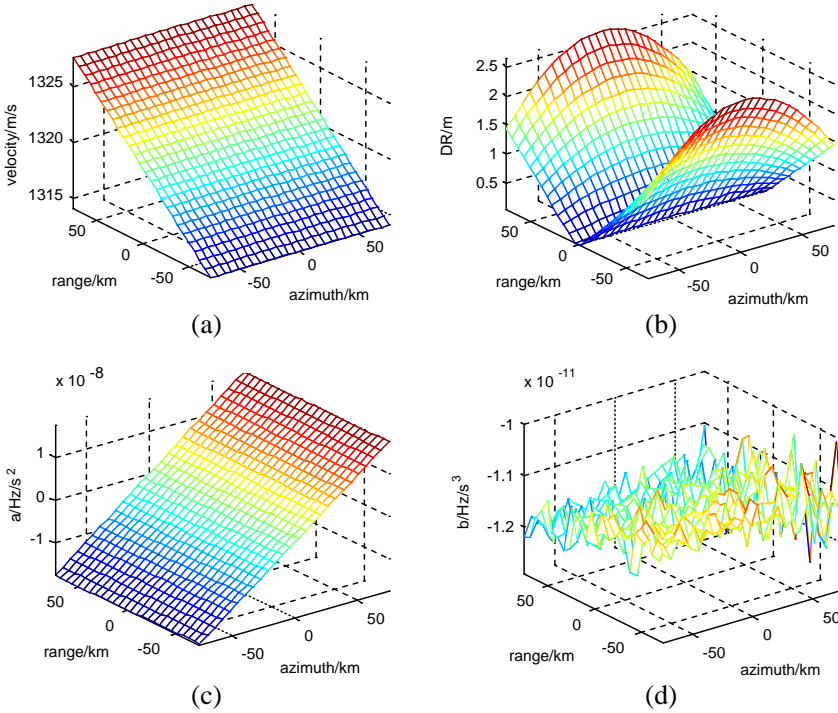 1325
1320
1315
velocity/m/s
50
0
-50
range/km
-50
0
50
azimuth/km
(a)
2.5
2
1.5
1
0.5
DR/m
50
0
-50
range/km
-50
0
50
azimuth/km
(b)
x 10 -8
1
0
-1
a/Hz/s 2
50
0
-50
range/km
-50
0
50
azimuth/km
(c)
x 10 -11
-1
-1.1
-1.2
b/Hz/s 3
50
0
-50
range/km
-50
0
50
azimuth/km
(d)